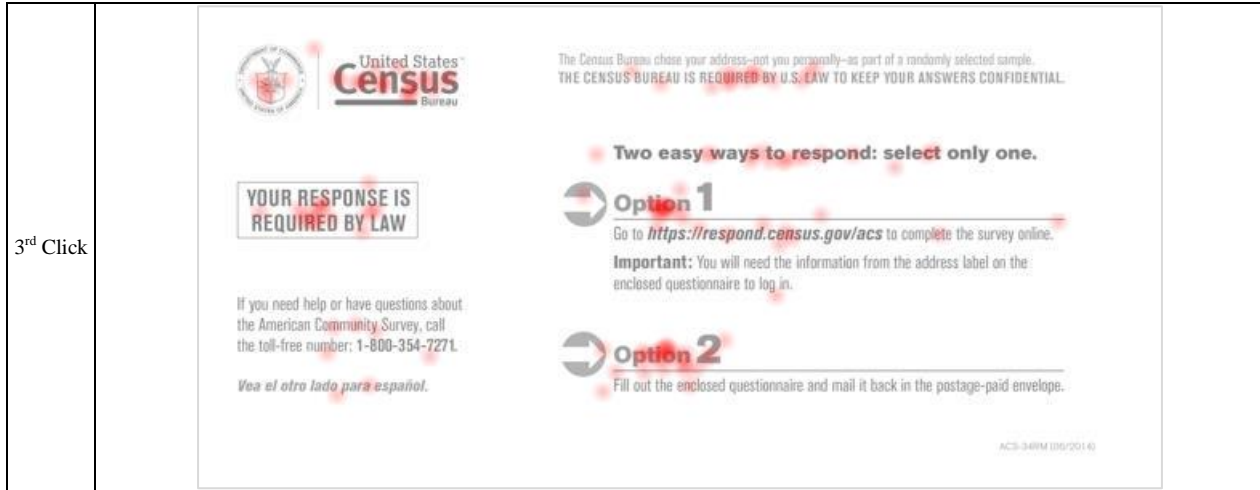 3rd Click
United States
Census
Bureau
The Census Bureau chose your address–not you personally–as part of a randomly selected sample.
THE CENSUS BUREAU IS REQUIRED BY U.S. LAW TO KEEP YOUR ANSWERS CONFIDENTIAL.
YOUR RESPONSE IS
REQUIRED BY LAW
If you need help or have questions about
the American Community Survey, call
the toll-free number: 1-800-354-7271.
Vea el otro lado para español.
Two easy ways to respond: select only one.
Option 1
Go to https://respond.census.gov/acs to complete the survey online.
Important: You will need the information from the address label on the
enclosed questionnaire to log in.
Option 2
Fill out the enclosed questionnaire and mail it back in the postage-paid envelope.